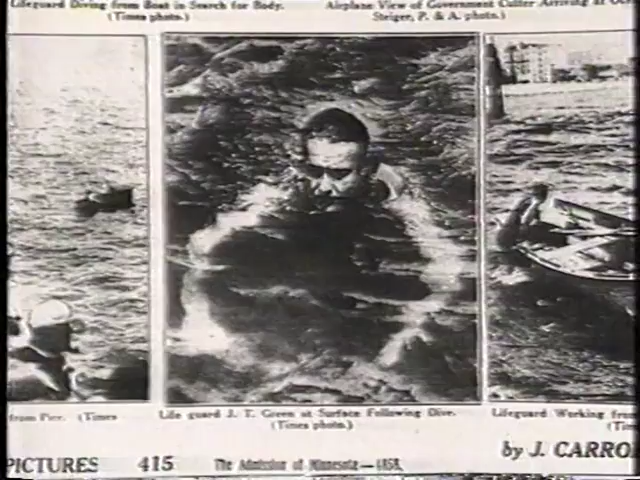 Lifeguard Diving from Boat in Search for Body.
(Times photo.)
Airplane View of Government Cutter Arriving at
Steiger, P. & A. photo.)
from Pier. (Times
Life guard J. T. Green at Surface Following Dive.
(Times photo.)
Lifeguard Working from
(Tim
by J. CARRO
PICTURES 415 The Admission of Minnesota—1858.